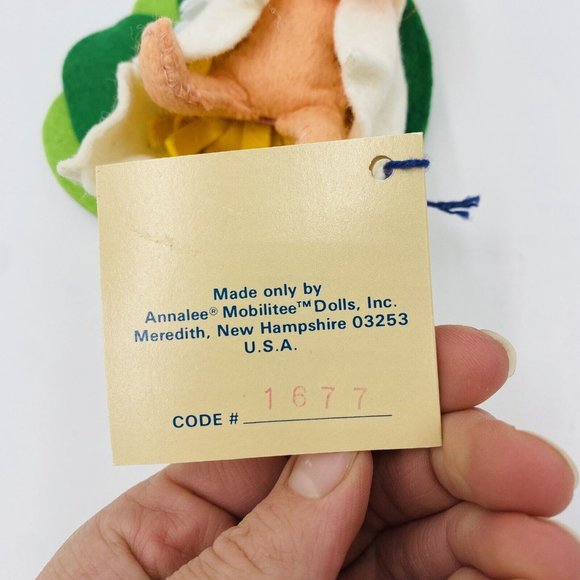 Made only by
Annalee® Mobilitee™ Dolls, Inc.
Meredith, New Hampshire 03253
U.S.A.
CODE # 1677